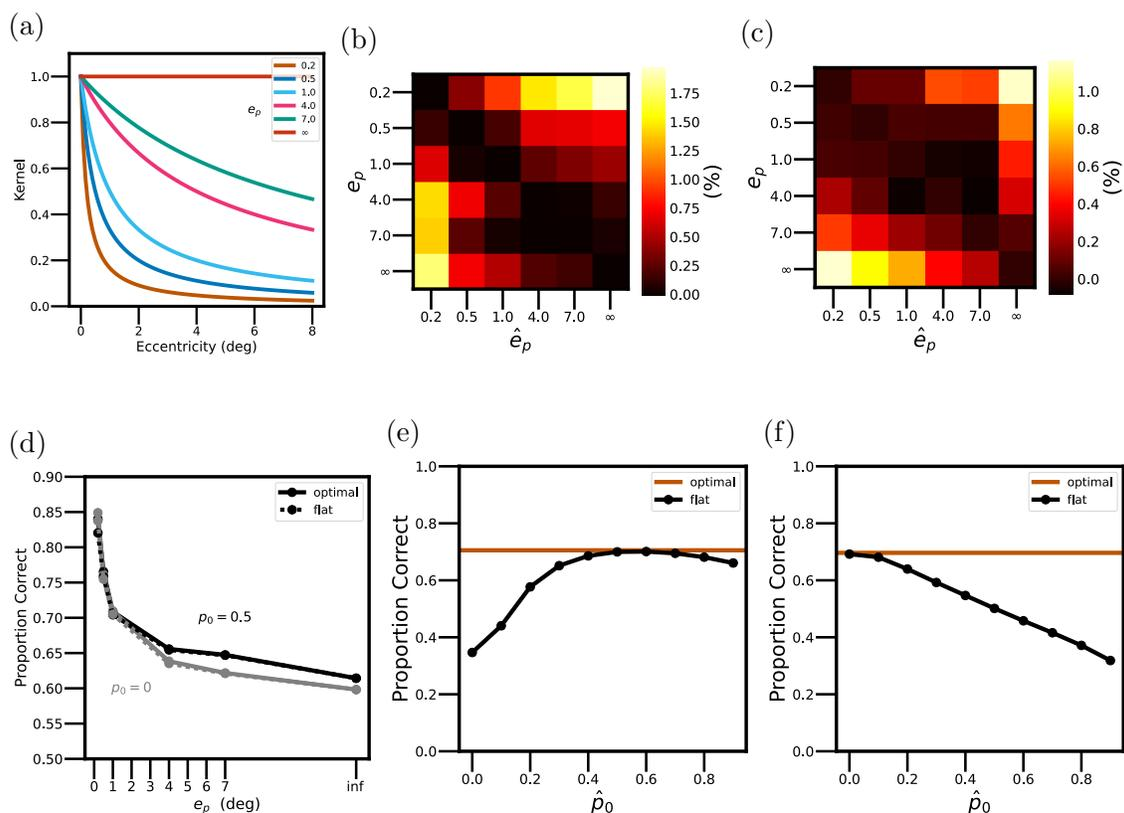 (a)
1.0
0.8
0.6
0.4
0.2
0.0
Kernel
0 2 4 6 8
Eccentricity (deg)
e_p
0.2
0.5
1.0
4.0
7.0
∞
(b)
0.2
0.5
1.0
4.0
7.0
∞
e_p
0.2 0.5 1.0 4.0 7.0 ∞
ê_p
1.75
1.50
1.25
1.00
0.75
0.50
0.25
0.00
(%)
(c)
0.2
0.5
1.0
4.0
7.0
∞
e_p
0.2 0.5 1.0 4.0 7.0 ∞
ê_p
1.0
0.8
0.6
0.4
0.2
0.0
(%)
(d)
0.90
0.85
0.80
0.75
0.70
0.65
0.60
0.55
0.50
Proportion Correct
optimal
flat
p₀ = 0.5
p₀ = 0
0 1 2 3 4 5 6 7 inf
e_p (deg)
(e)
1.0
0.8
0.6
0.4
0.2
0.0
Proportion Correct
optimal
flat
0.0 0.2 0.4 0.6 0.8
p̂₀
(f)
1.0
0.8
0.6
0.4
0.2
0.0
Proportion Correct
optimal
flat
0.0 0.2 0.4 0.6 0.8
p̂₀